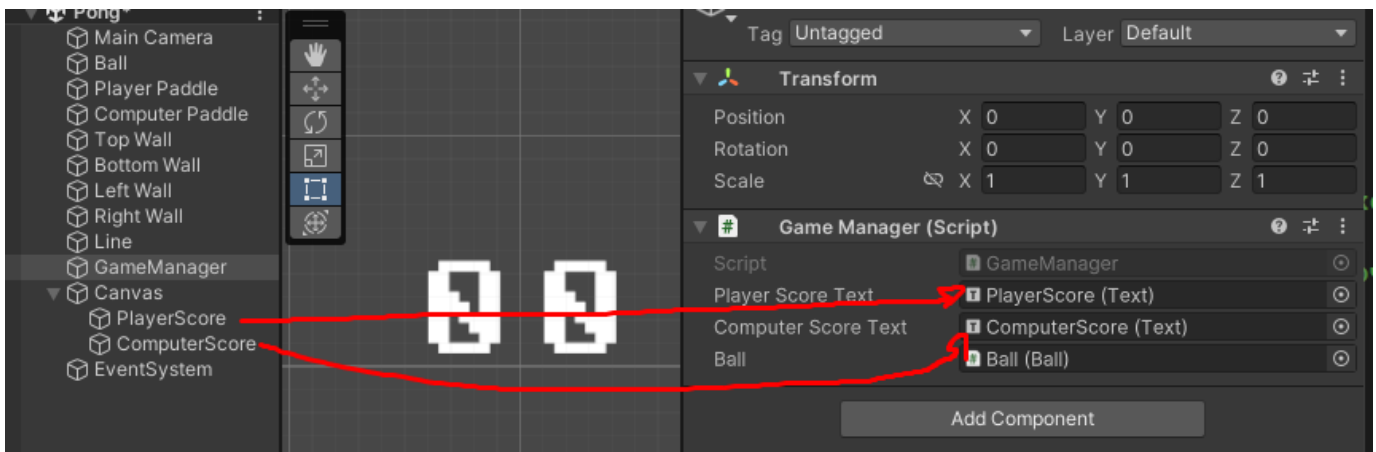 Pong*
Main Camera
Ball
Player Paddle
Computer Paddle
Top Wall
Bottom Wall
Left Wall
Right Wall
Line
GameManager
Canvas
PlayerScore
ComputerScore
EventSystem
0 0
Tag Untagged Layer Default
Transform
Position X 0 Y 0 Z 0
Rotation X 0 Y 0 Z 0
Scale X 1 Y 1 Z 1
# Game Manager (Script)
Script # GameManager
Player Score Text T PlayerScore (Text)
Computer Score Text T ComputerScore (Text)
Ball # Ball (Ball)
Add Component